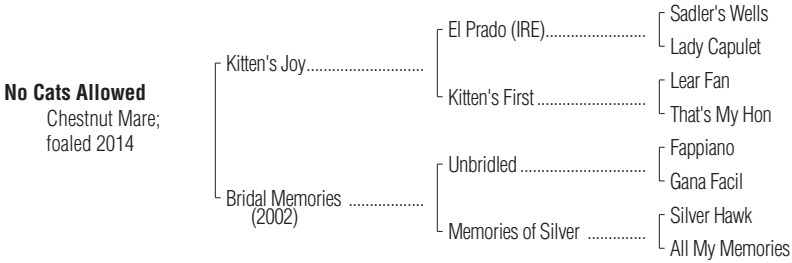 No Cats Allowed
Chestnut Mare;
foaled 2014
Kitten's Joy...........................
Bridal Memories .................
(2002)
El Prado (IRE).......................
Kitten's First .........................
Unbridled .............................
Memories of Silver .............
Sadler's Wells
Lady Capulet
Lear Fan
That's My Hon
Fappiano
Gana Facil
Silver Hawk
All My Memories